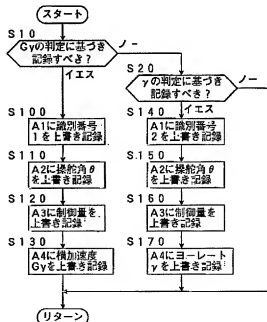 スタート
S10
Gyの判定に基づき
記録すべき?
ノー
イエス
S20
γの判定に基づき
記録すべき?
ノー
イエス
S100
A1に識別番号
1を上書き記録
S110
A2に操舵角θ
を上書き記録
S120
A3に制御量を
上書き記録
S130
A4に横加速度
Gyを上書き記録
S140
A1に識別番号
2を上書き記録
S150
A2に操舵角θ
を上書き記録
S160
A3に制御量を
上書き記録
S170
A4にヨーレート
γを上書き記録
リターン